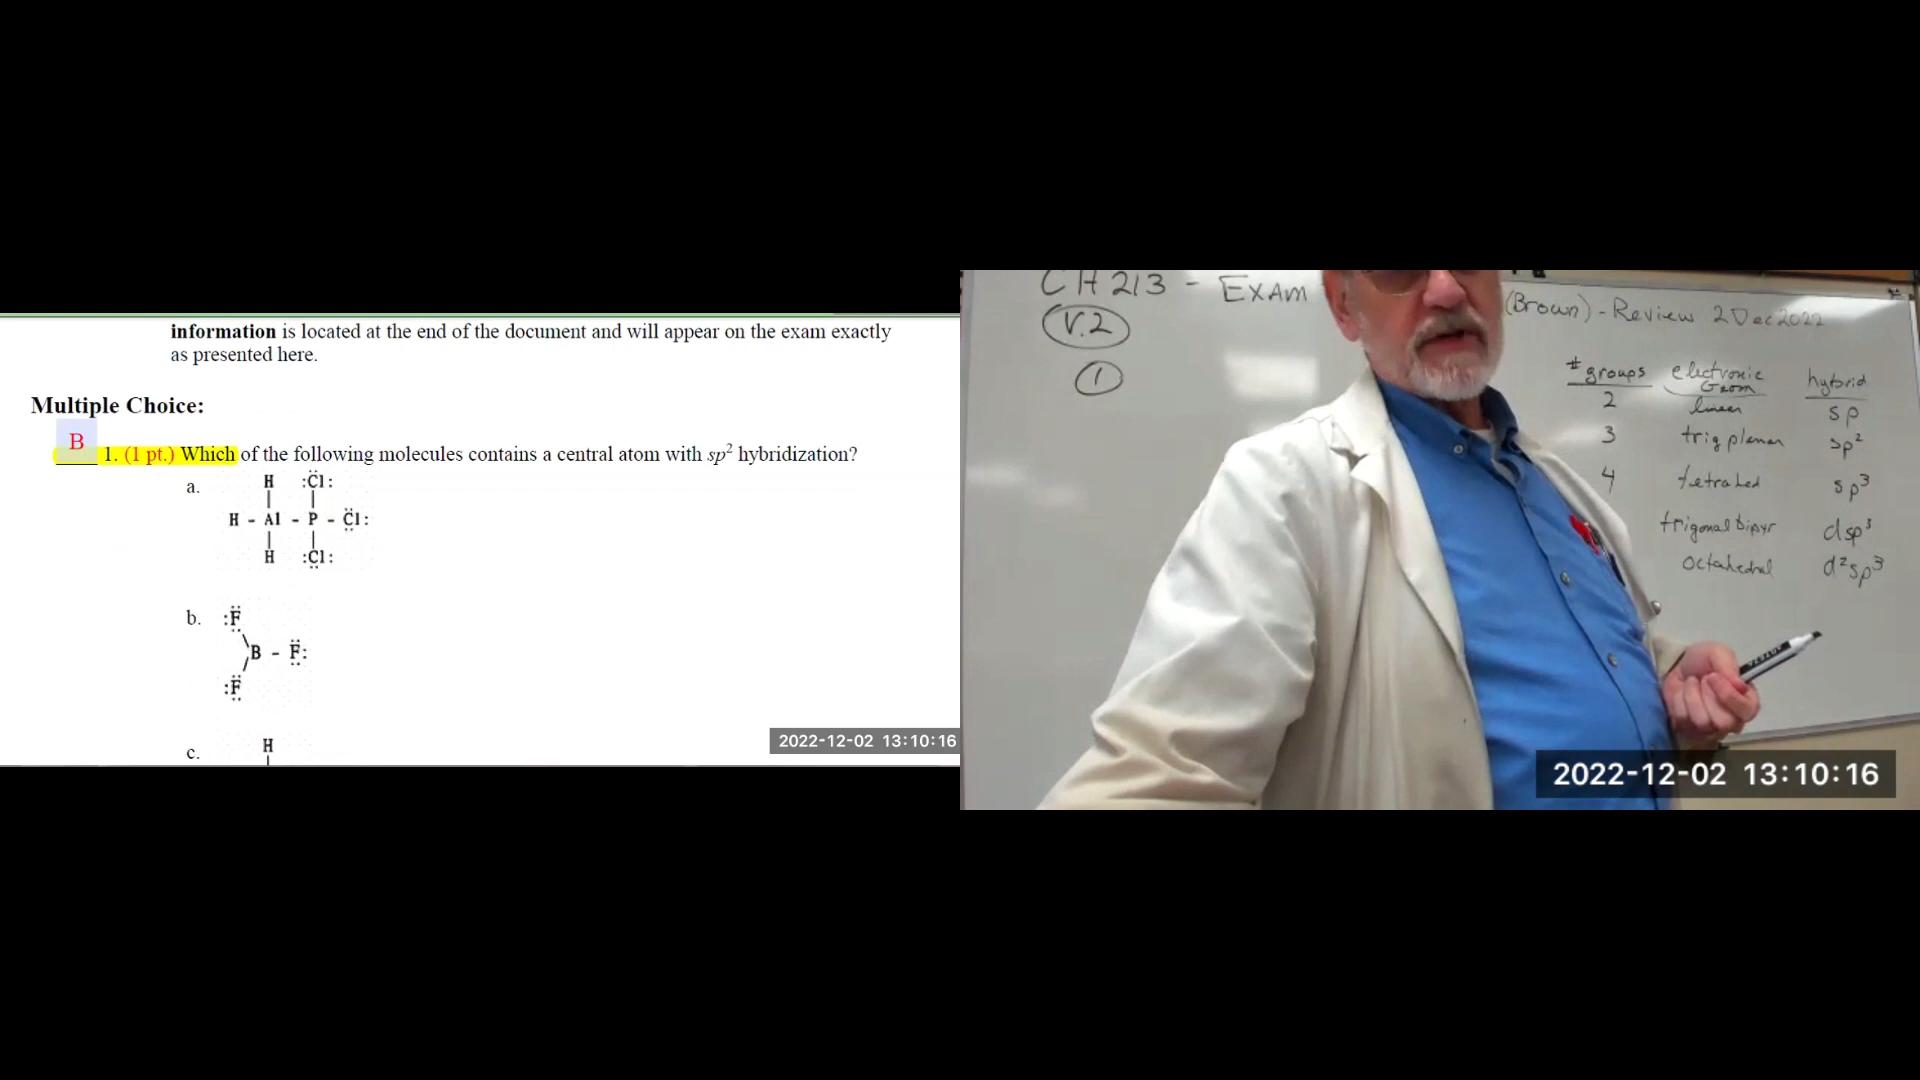 information is located at the end of the document and will appear on the exam exactly
as presented here.
Multiple Choice:
B
1. (1 pt.) Which of the following molecules contains a central atom with sp² hybridization?
a.
H :Cl:
H - Al - P - Cl:
H :Cl:
b.
:F
B - F:
:F
c.
H
2022-12-02 13:10:16
CH 213 - EXAM (Brown) - Review 2 Dec 2022
V.2
1
# groups electronic Geom hybrid
2 linear sp
3 trig planar sp²
4 tetrahed sp³
trigonal bipyr dsp³
octahedral d²sp³
2022-12-02 13:10:16